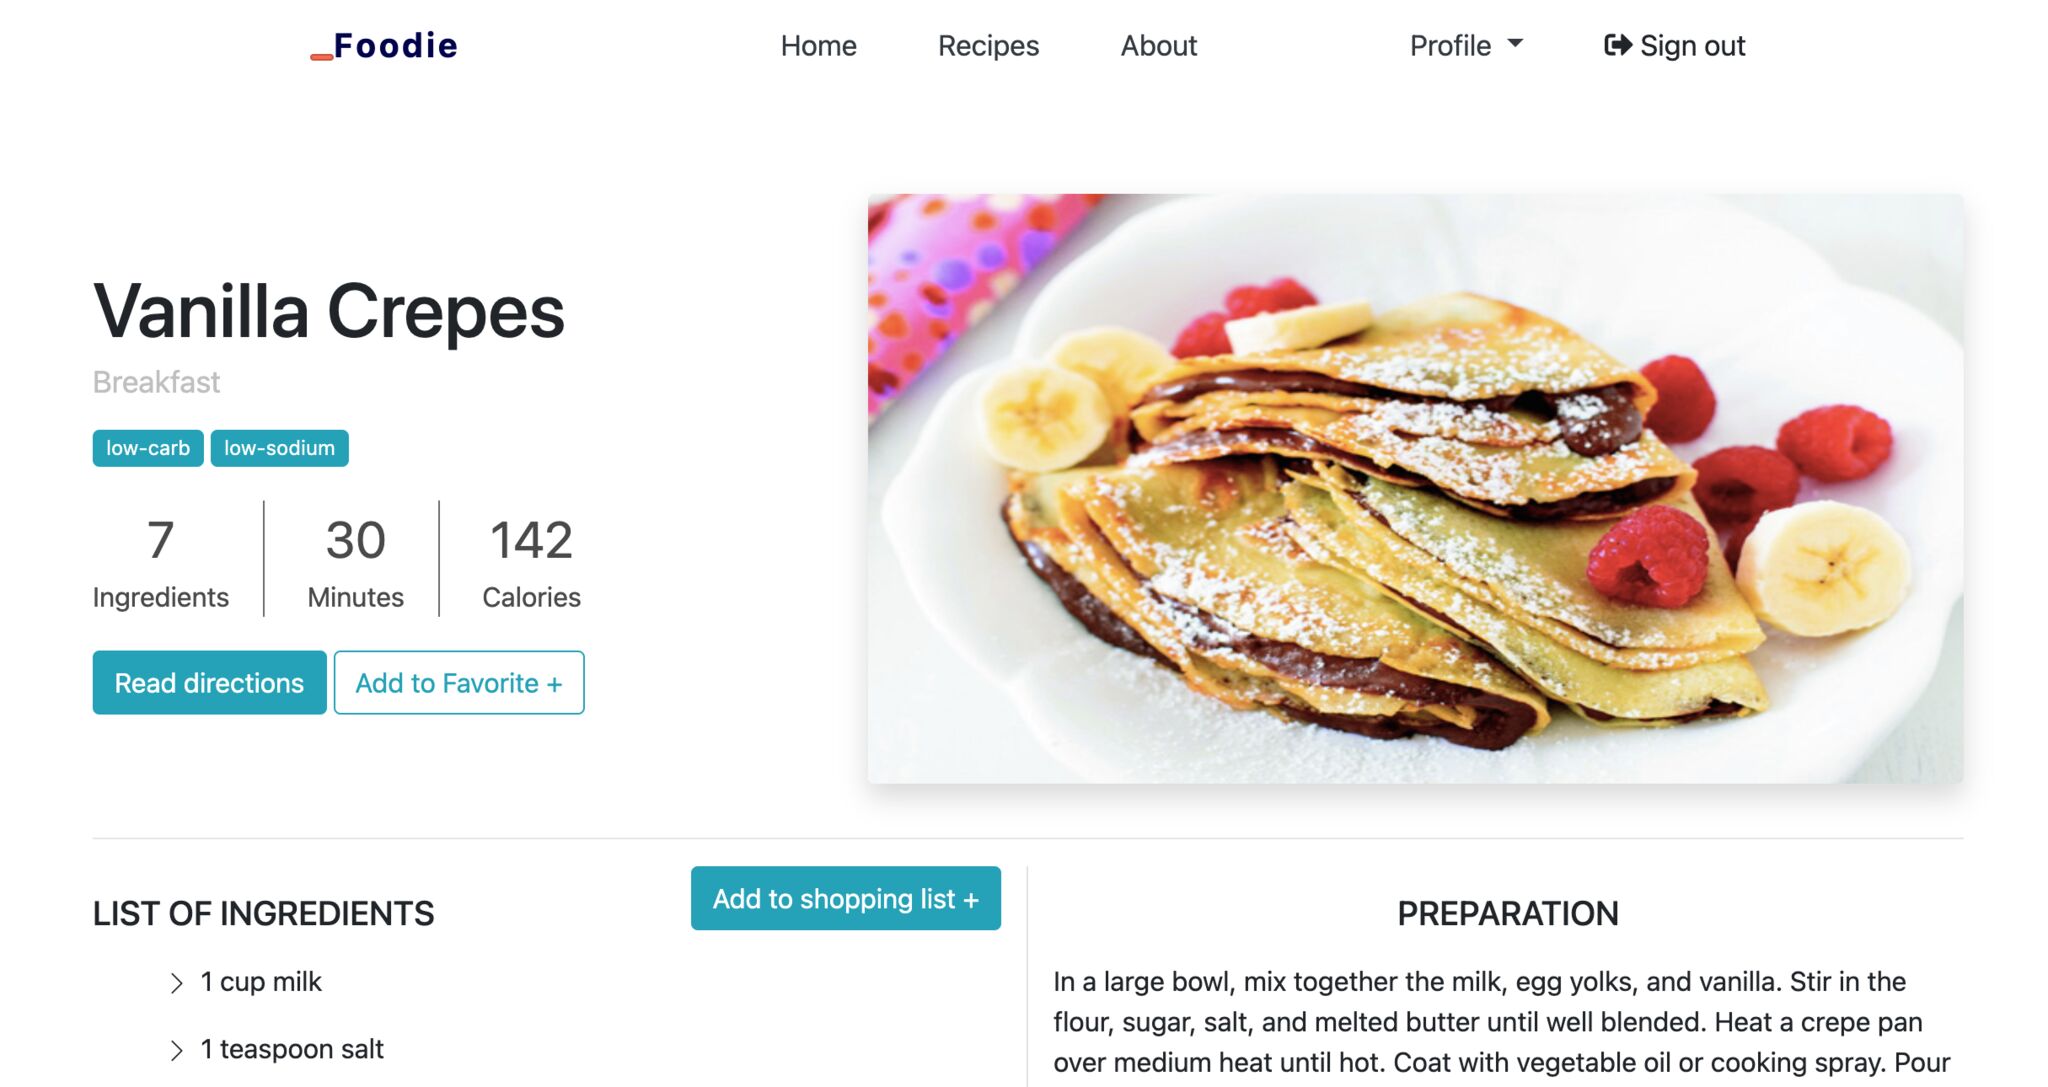 _Foodie
Home
Recipes
About
Profile
Sign out
Vanilla Crepes
Breakfast
low-carb low-sodium
7
Ingredients
30
Minutes
142
Calories
Read directions
Add to Favorite +
LIST OF INGREDIENTS
Add to shopping list +
1 cup milk
1 teaspoon salt
PREPARATION
In a large bowl, mix together the milk, egg yolks, and vanilla. Stir in the
flour, sugar, salt, and melted butter until well blended. Heat a crepe pan
over medium heat until hot. Coat with vegetable oil or cooking spray. Pour